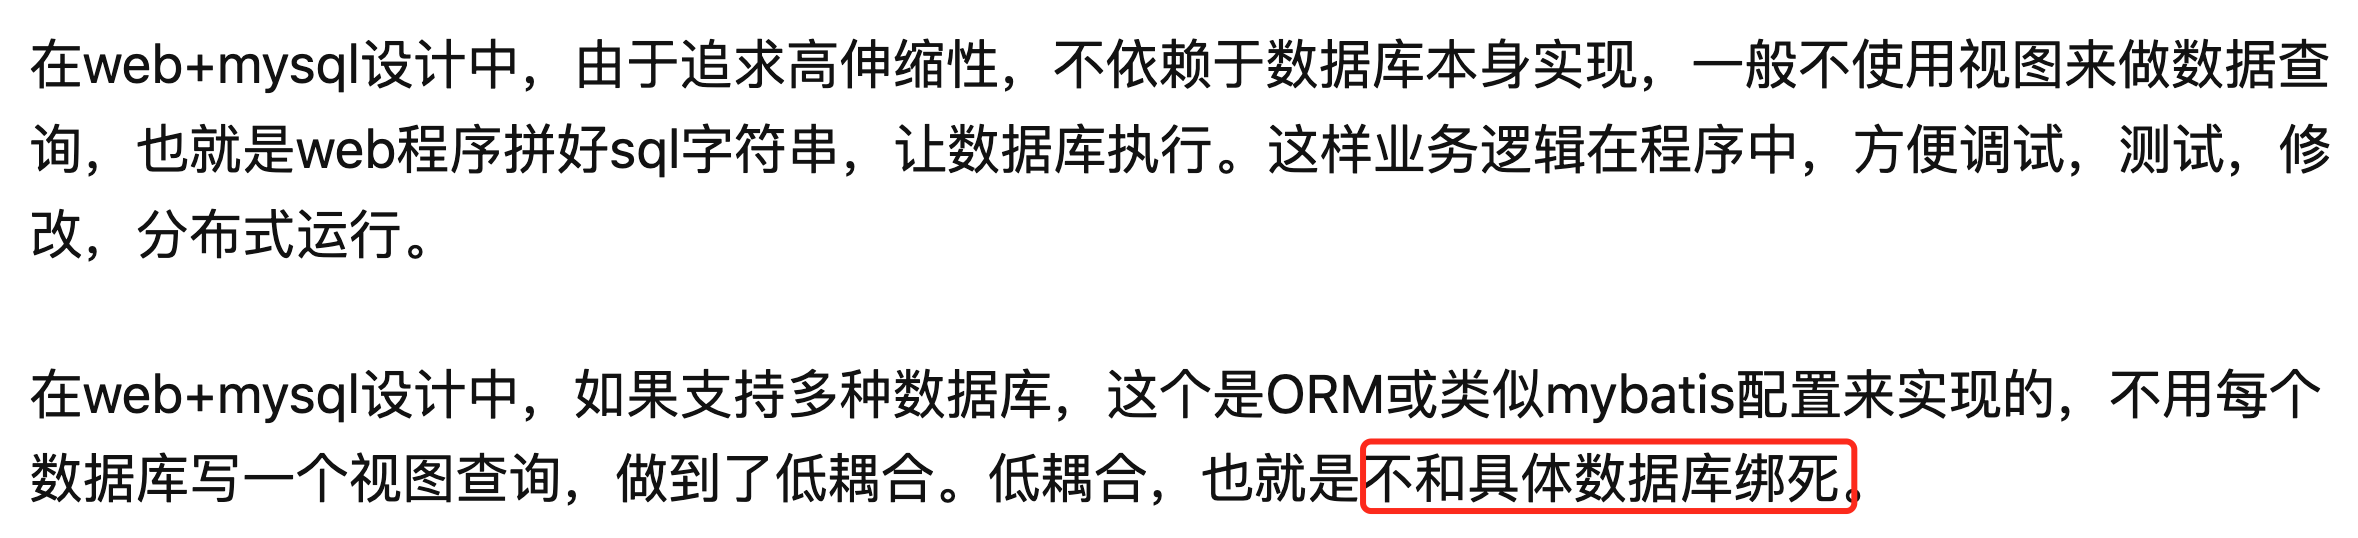 在web+mysql设计中，由于追求高伸缩性，不依赖于数据库本身实现，一般不使用视图来做数据查
询，也就是web程序拼好sql字符串，让数据库执行。这样业务逻辑在程序中，方便调试，测试，修
改，分布式运行。
在web+mysql设计中，如果支持多种数据库，这个是ORM或类似mybatis配置来实现的，不用每个
数据库写一个视图查询，做到了低耦合。低耦合，也就是不和具体数据库绑死。